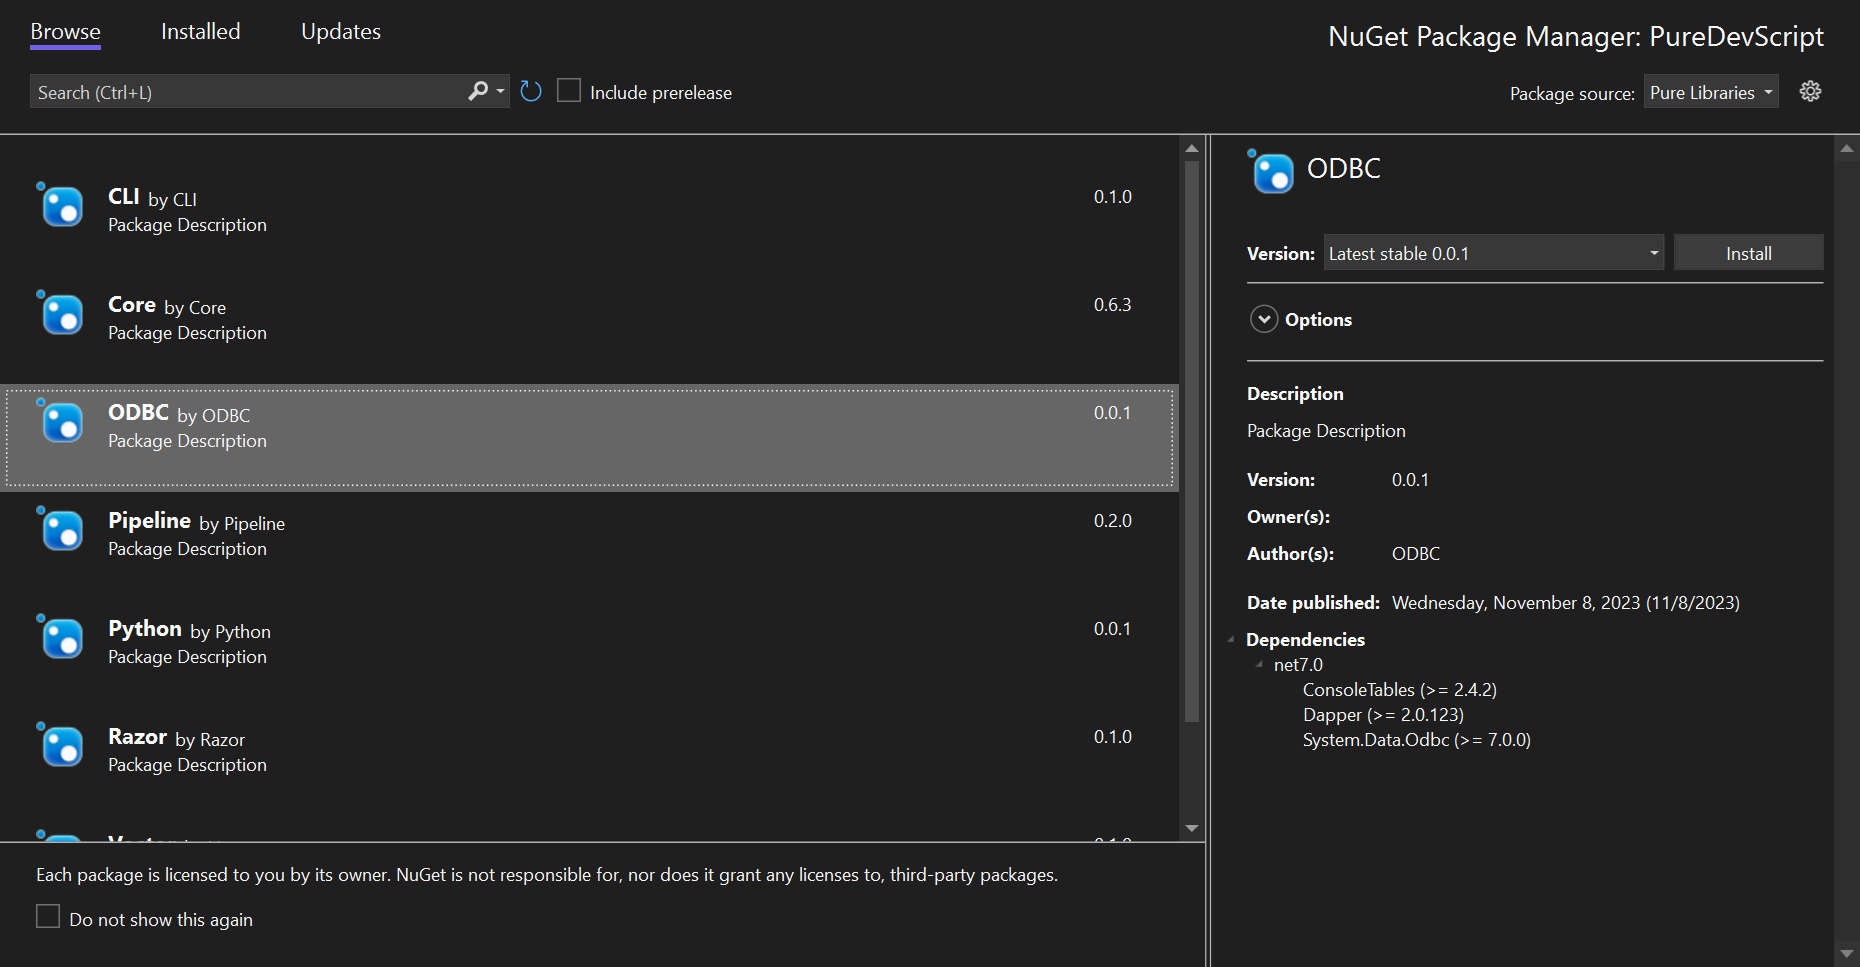 Browse Installed Updates
NuGet Package Manager: PureDevScript
Search (Ctrl+L)
Include prerelease
Package source: Pure Libraries
CLI by CLI 0.1.0
Package Description
Core by Core 0.6.3
Package Description
ODBC by ODBC 0.0.1
Package Description
Pipeline by Pipeline 0.2.0
Package Description
Python by Python 0.0.1
Package Description
Razor by Razor 0.1.0
Package Description
Each package is licensed to you by its owner. NuGet is not responsible for, nor does it grant any licenses to, third-party packages.
Do not show this again
ODBC
Version: Latest stable 0.0.1 Install
Options
Description
Package Description
Version: 0.0.1
Owner(s):
Author(s): ODBC
Date published: Wednesday, November 8, 2023 (11/8/2023)
Dependencies
net7.0
ConsoleTables (>= 2.4.2)
Dapper (>= 2.0.123)
System.Data.Odbc (>= 7.0.0)